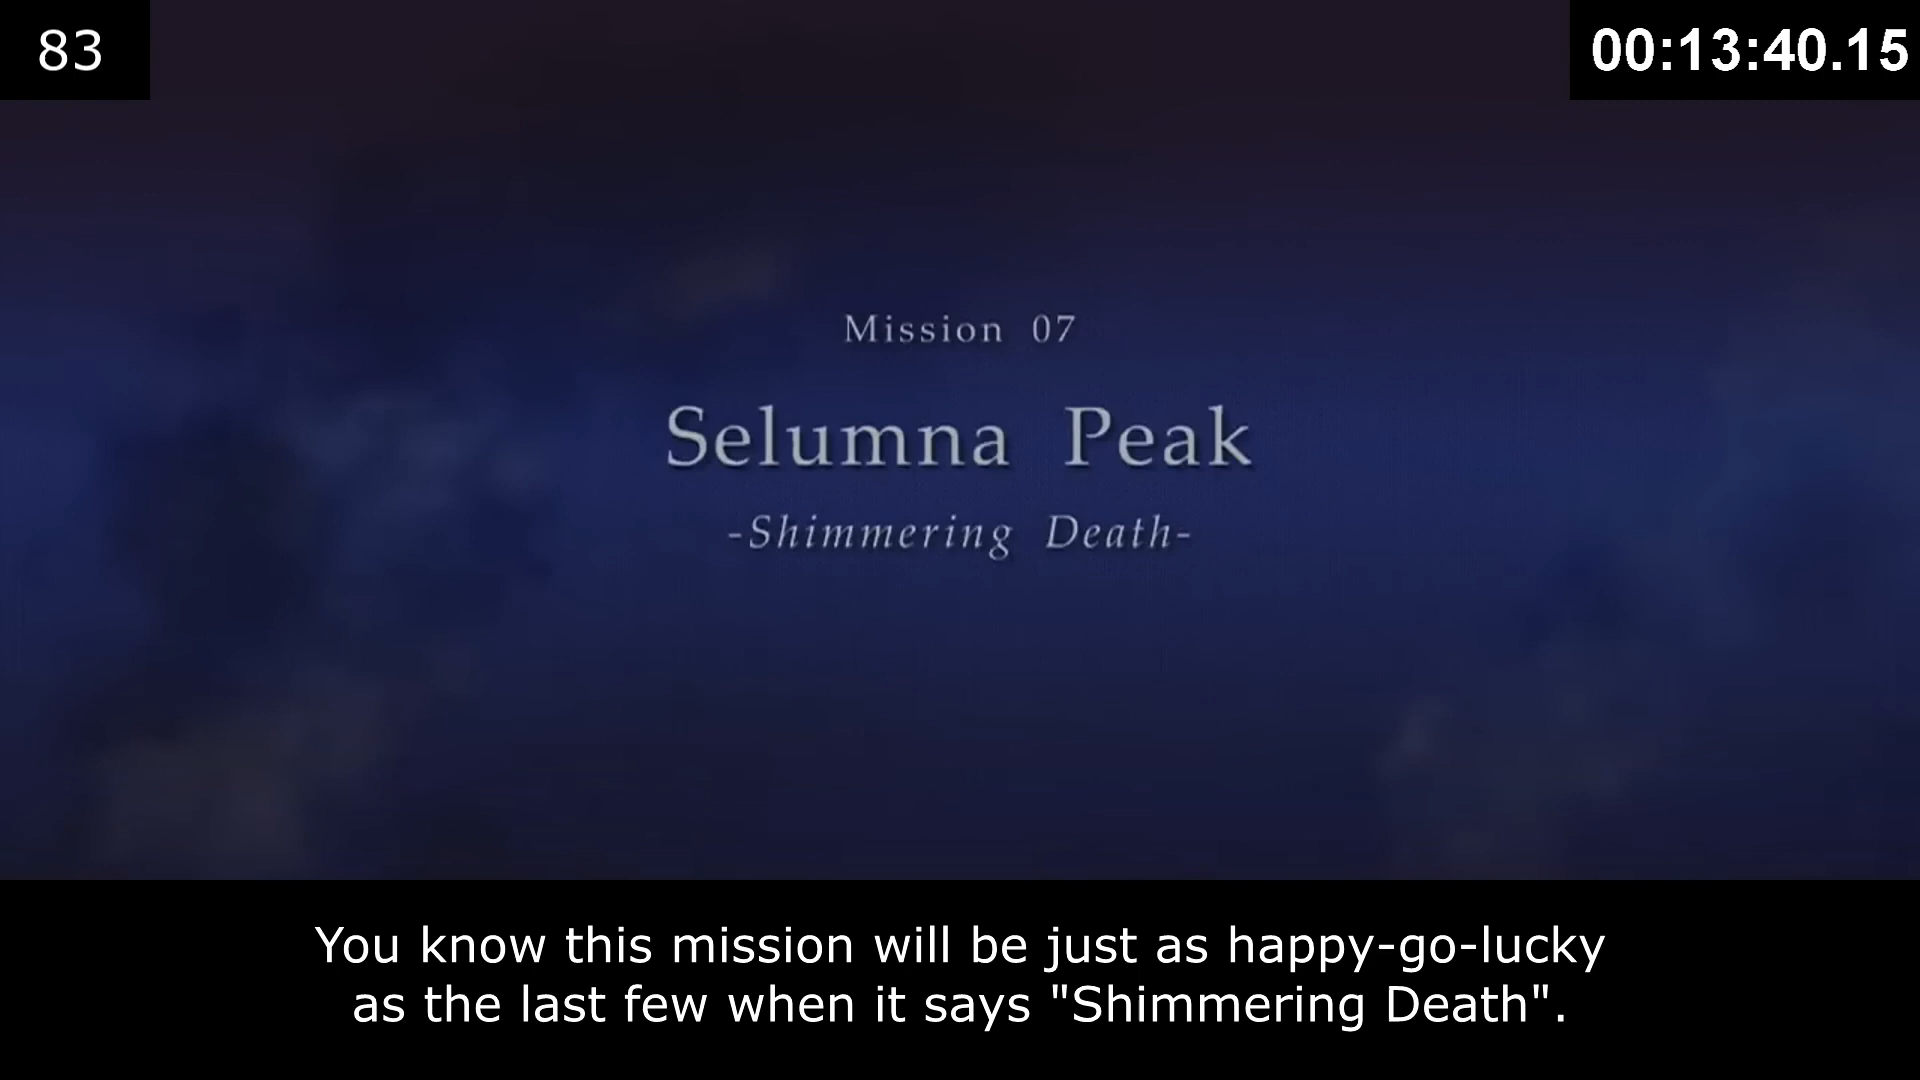 83
00:13:40.15
Mission 07
Selumna Peak
-Shimmering Death-
You know this mission will be just as happy-go-lucky
as the last few when it says "Shimmering Death".